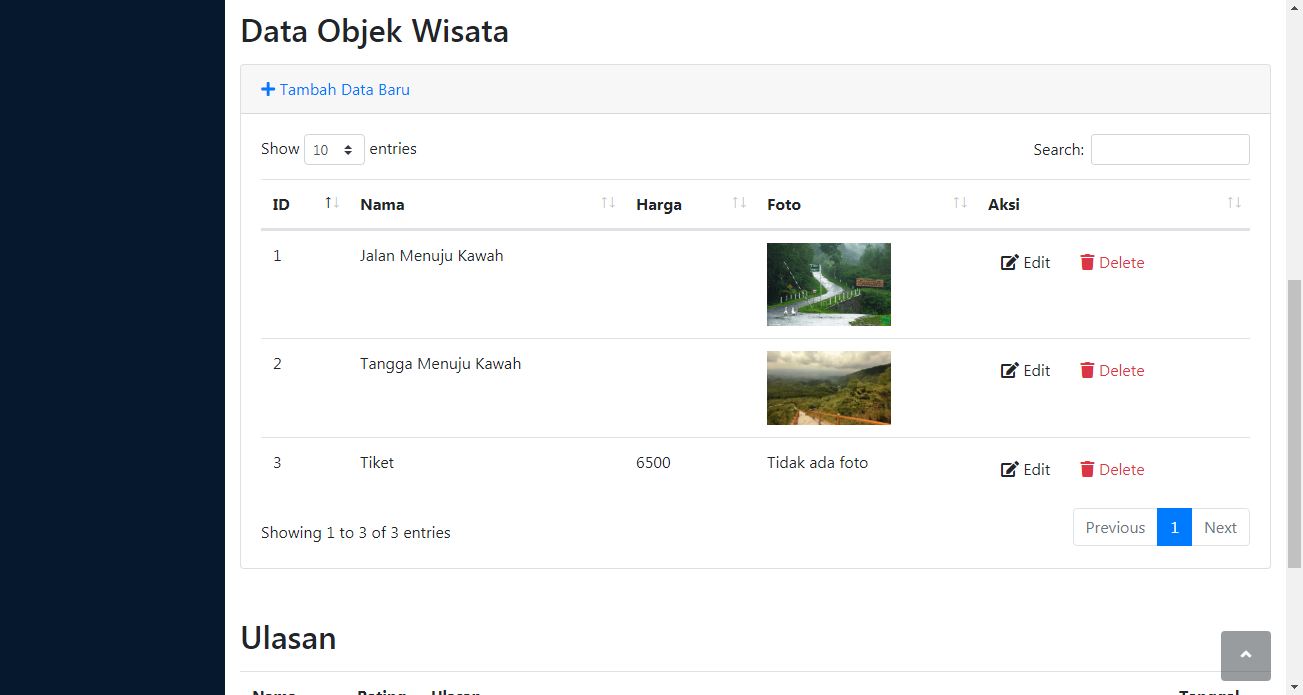 Data Objek Wisata
Tambah Data Baru
Show 10 entries
Search:
ID Nama Harga Foto Aksi
1 Jalan Menuju Kawah Edit Delete
2 Tangga Menuju Kawah Edit Delete
3 Tiket 6500 Tidak ada foto Edit Delete
Showing 1 to 3 of 3 entries
Previous 1 Next
Ulasan
Nama Rating Ulasan Tanggal